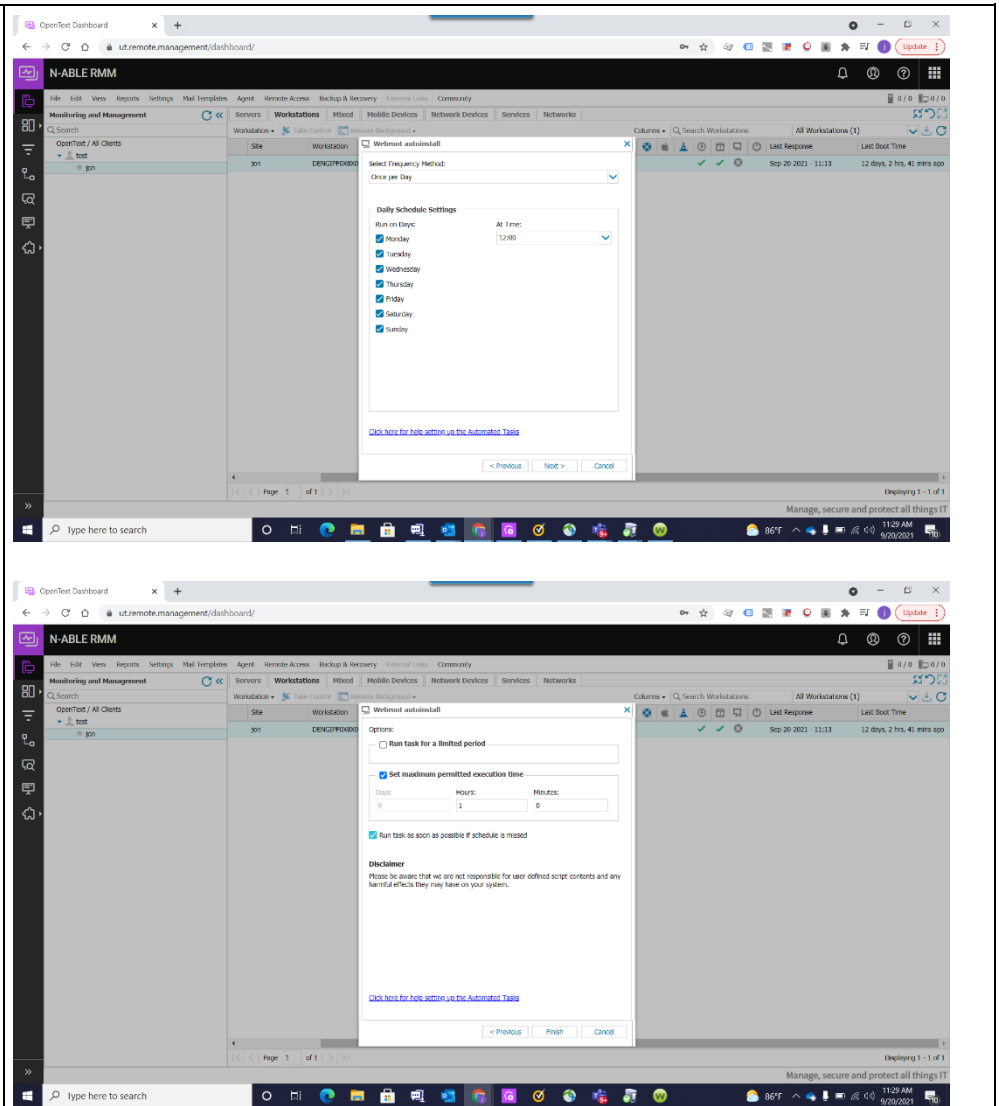 OpenText Dashboard
ut.remote.management/dashboard/
Update
N-ABLE RMM
File Edit View Reports Settings Mail Templates Agent Remote Access Backup & Recovery External Links Community 0 / 0 0 / 0
Monitoring and Management Servers Workstations Mixed Mobile Devices Network Devices Services Networks
Search Workstation Take Control Remote Background Columns Search Workstations All Workstations (1)
OpenText / All Clients Site Workstation Webroot autoinstall Last Response Last Boot Time
test
jon jon Sep 20 2021 - 11:13 12 days, 2 hrs, 41 mins ago
Select Frequency Method:
Once per Day
Daily Schedule Settings
Run on Days: At Time:
Monday 12:00
Tuesday
Wednesday
Thursday
Friday
Saturday
Sunday
Click here for help setting up the Automated Tasks
< Previous Next > Cancel
Page 1 of 1 Displaying 1 - 1 of 1
Manage, secure and protect all things IT
Type here to search 86°F 11:29 AM
9/20/2021
OpenText Dashboard
ut.remote.management/dashboard/
Update
N-ABLE RMM
File Edit View Reports Settings Mail Templates Agent Remote Access Backup & Recovery External Links Community 0 / 0 0 / 0
Monitoring and Management Servers Workstations Mixed Mobile Devices Network Devices Services Networks
Search Workstation Take Control Remote Background Columns Search Workstations All Workstations (1)
OpenText / All Clients Site Workstation Webroot autoinstall Last Response Last Boot Time
test
jon jon Sep 20 2021 - 11:13 12 days, 2 hrs, 41 mins ago
Options:
Run task for a limited period
Set maximum permitted execution time
Days: Hours: Minutes:
0 1 0
Run task as soon as possible if schedule is missed
Disclaimer
Please be aware that we are not responsible for user defined script contents and any
harmful effects they may have on your system.
Click here for help setting up the Automated Tasks
< Previous Finish Cancel
Page 1 of 1 Displaying 1 - 1 of 1
Manage, secure and protect all things IT
Type here to search 86°F 11:29 AM
9/20/2021